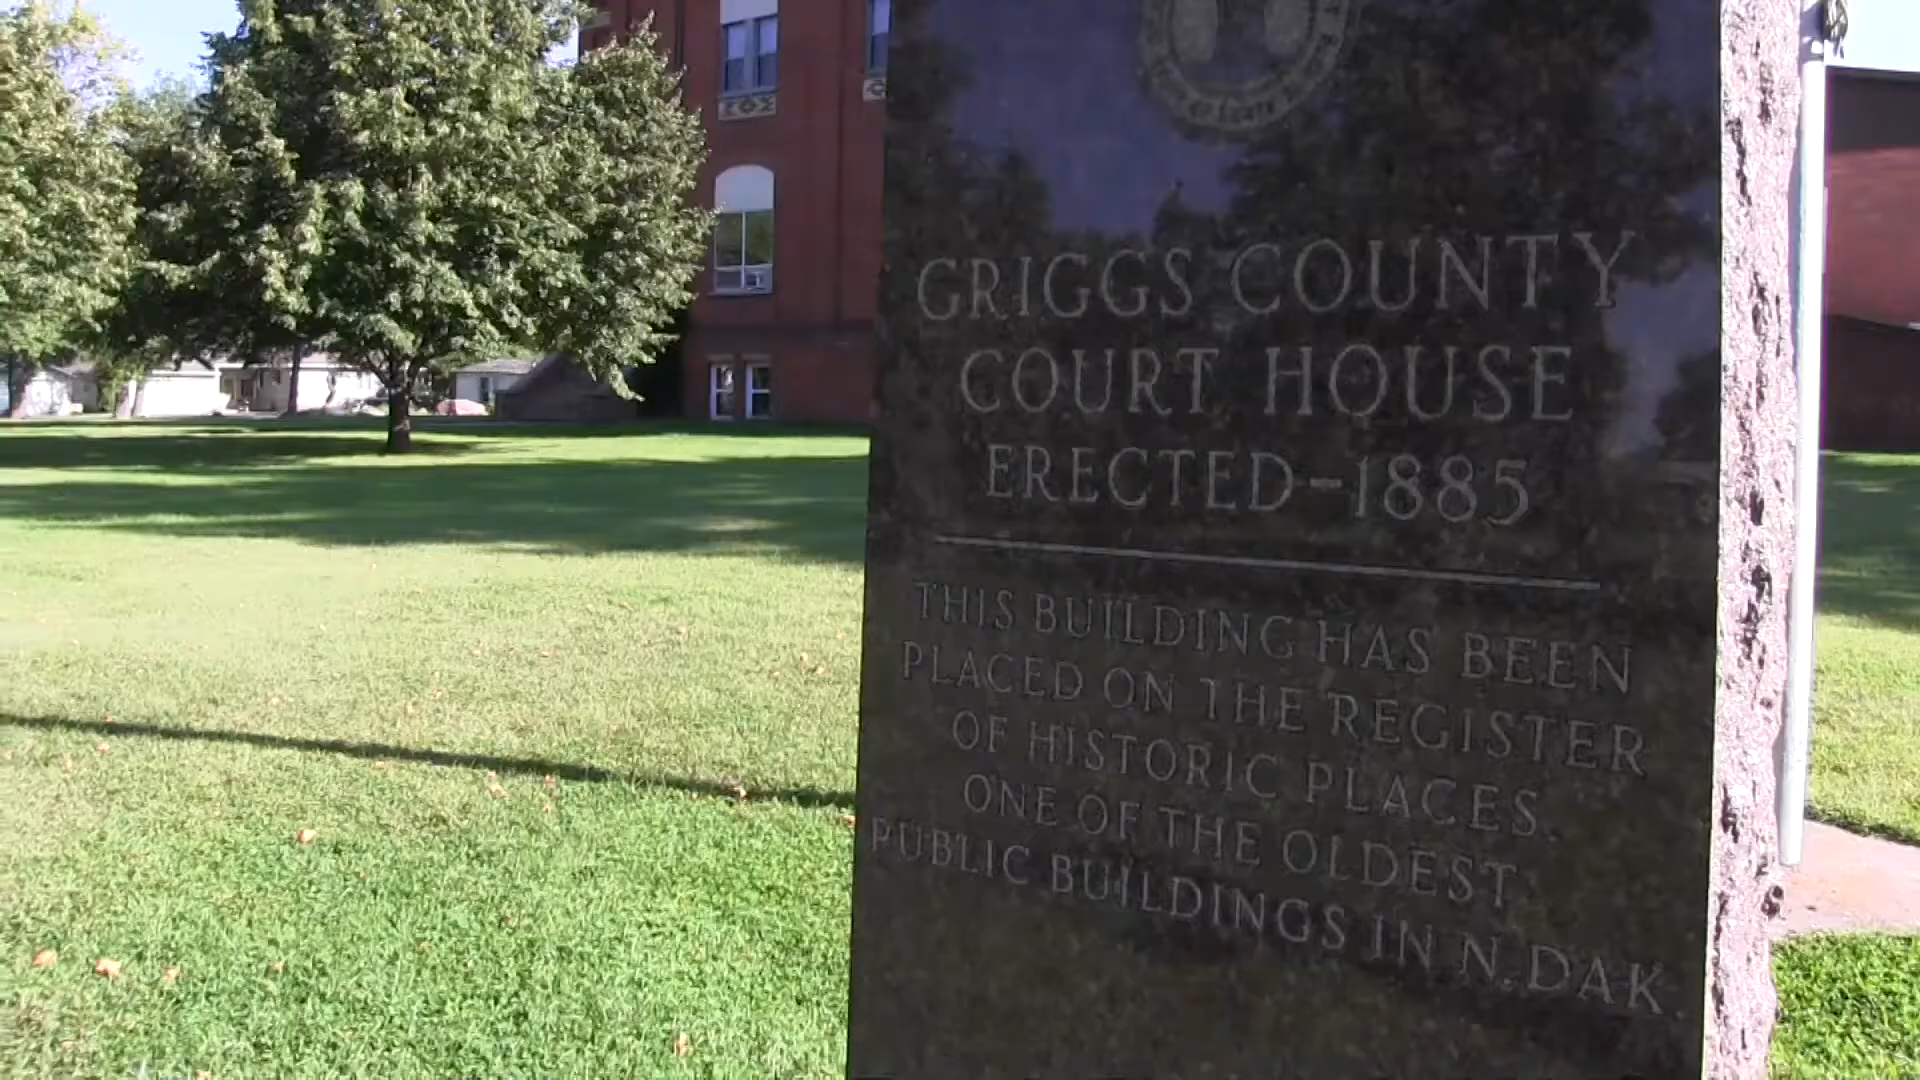 GRIGGS COUNTY
COURT HOUSE
ERECTED-1885
THIS BUILDING HAS BEEN
PLACED ON THE REGISTER
OF HISTORIC PLACES.
ONE OF THE OLDEST
PUBLIC BUILDINGS IN N. DAK.